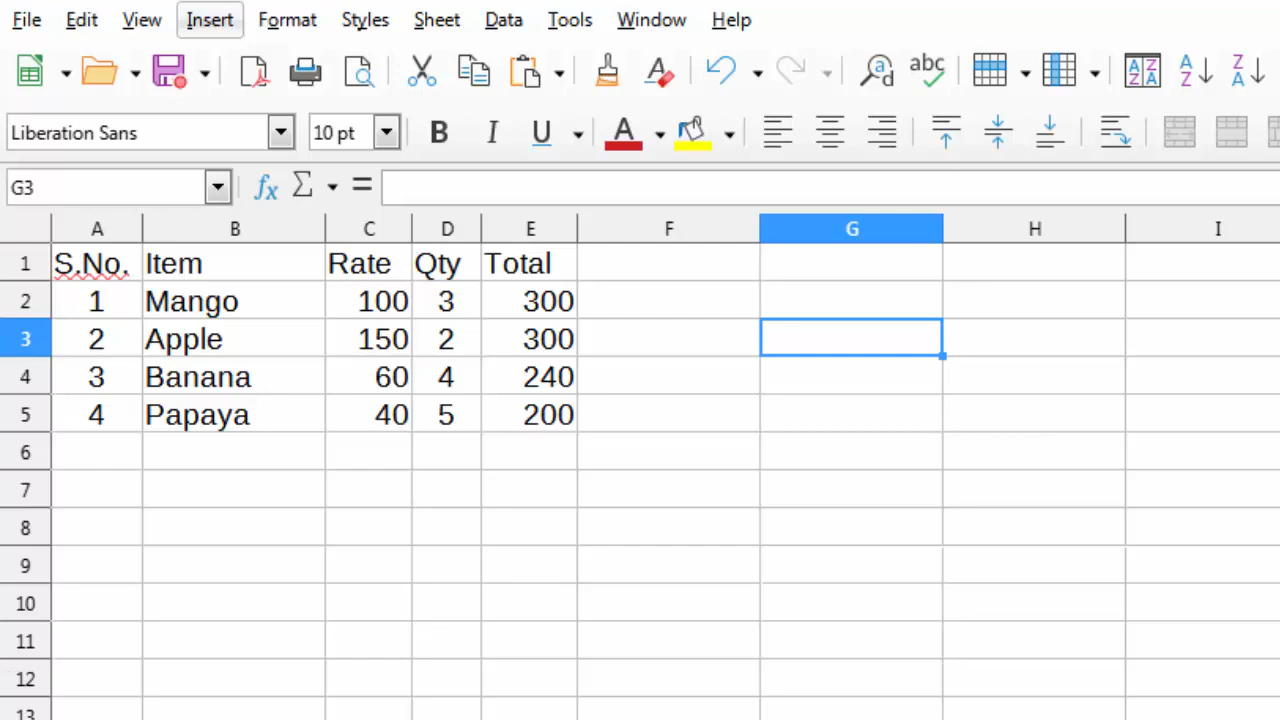 File Edit View Insert Format Styles Sheet Data Tools Window Help
abc A Z A Z A Z Z A
Liberation Sans 10 pt B I U A
G3 fx Σ =
A B C D E F G H I
1 S.No. Item Rate Qty Total
2 1 Mango 100 3 300
3 2 Apple 150 2 300
4 3 Banana 60 4 240
5 4 Papaya 40 5 200
6
7
8
9
10
11
12
13